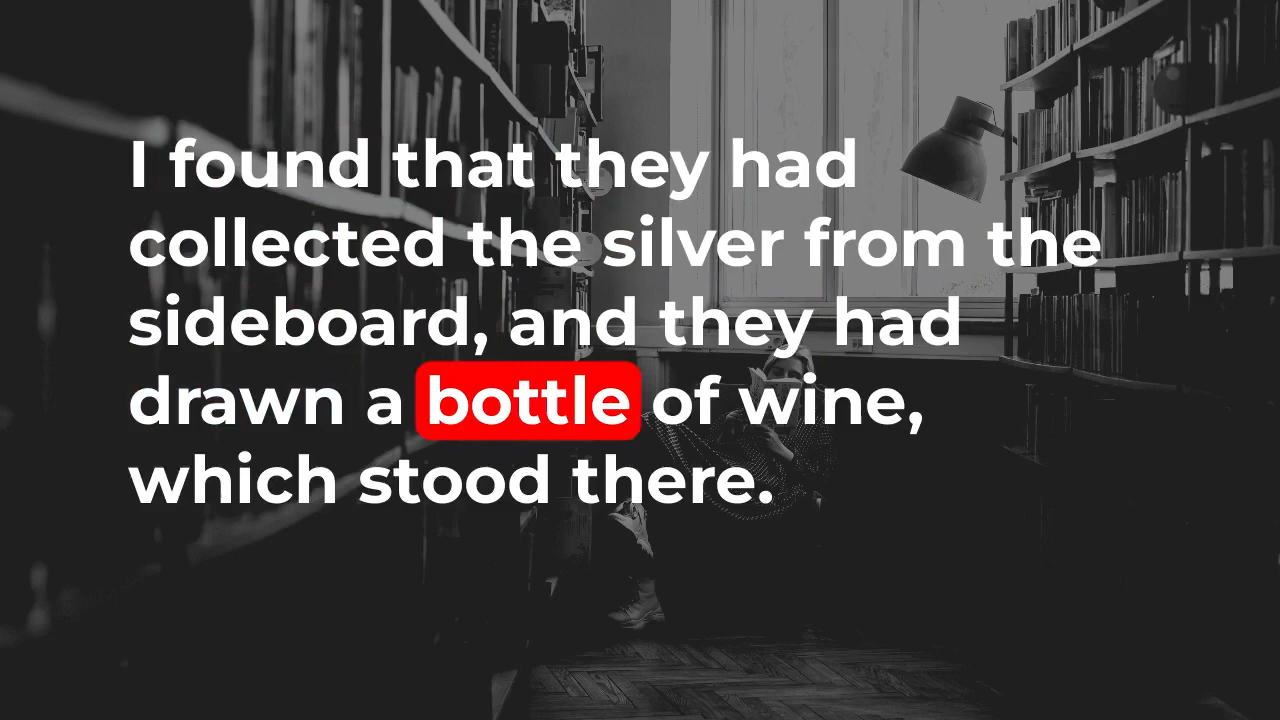 I found that they had
collected the silver from the
sideboard, and they had
drawn a bottle of wine,
which stood there.